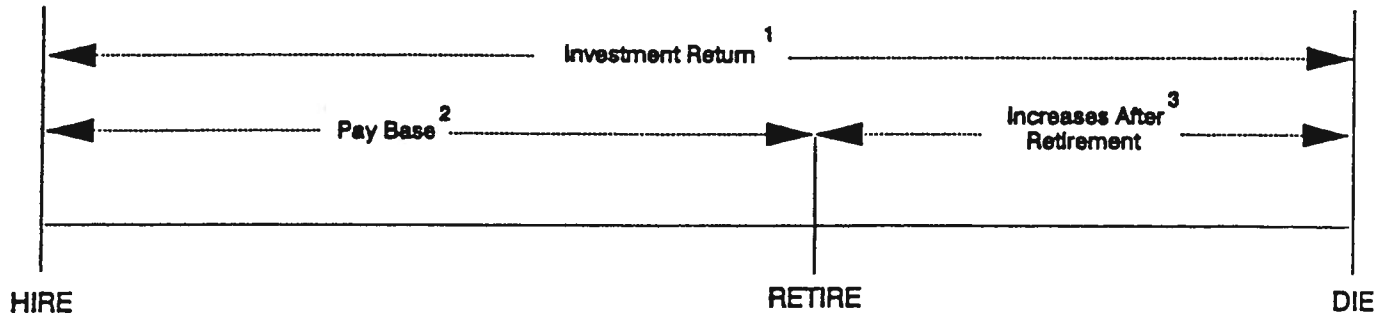 Investment Return 1
Pay Base 2
Increases After 3
Retirement
HIRE
RETIRE
DIE